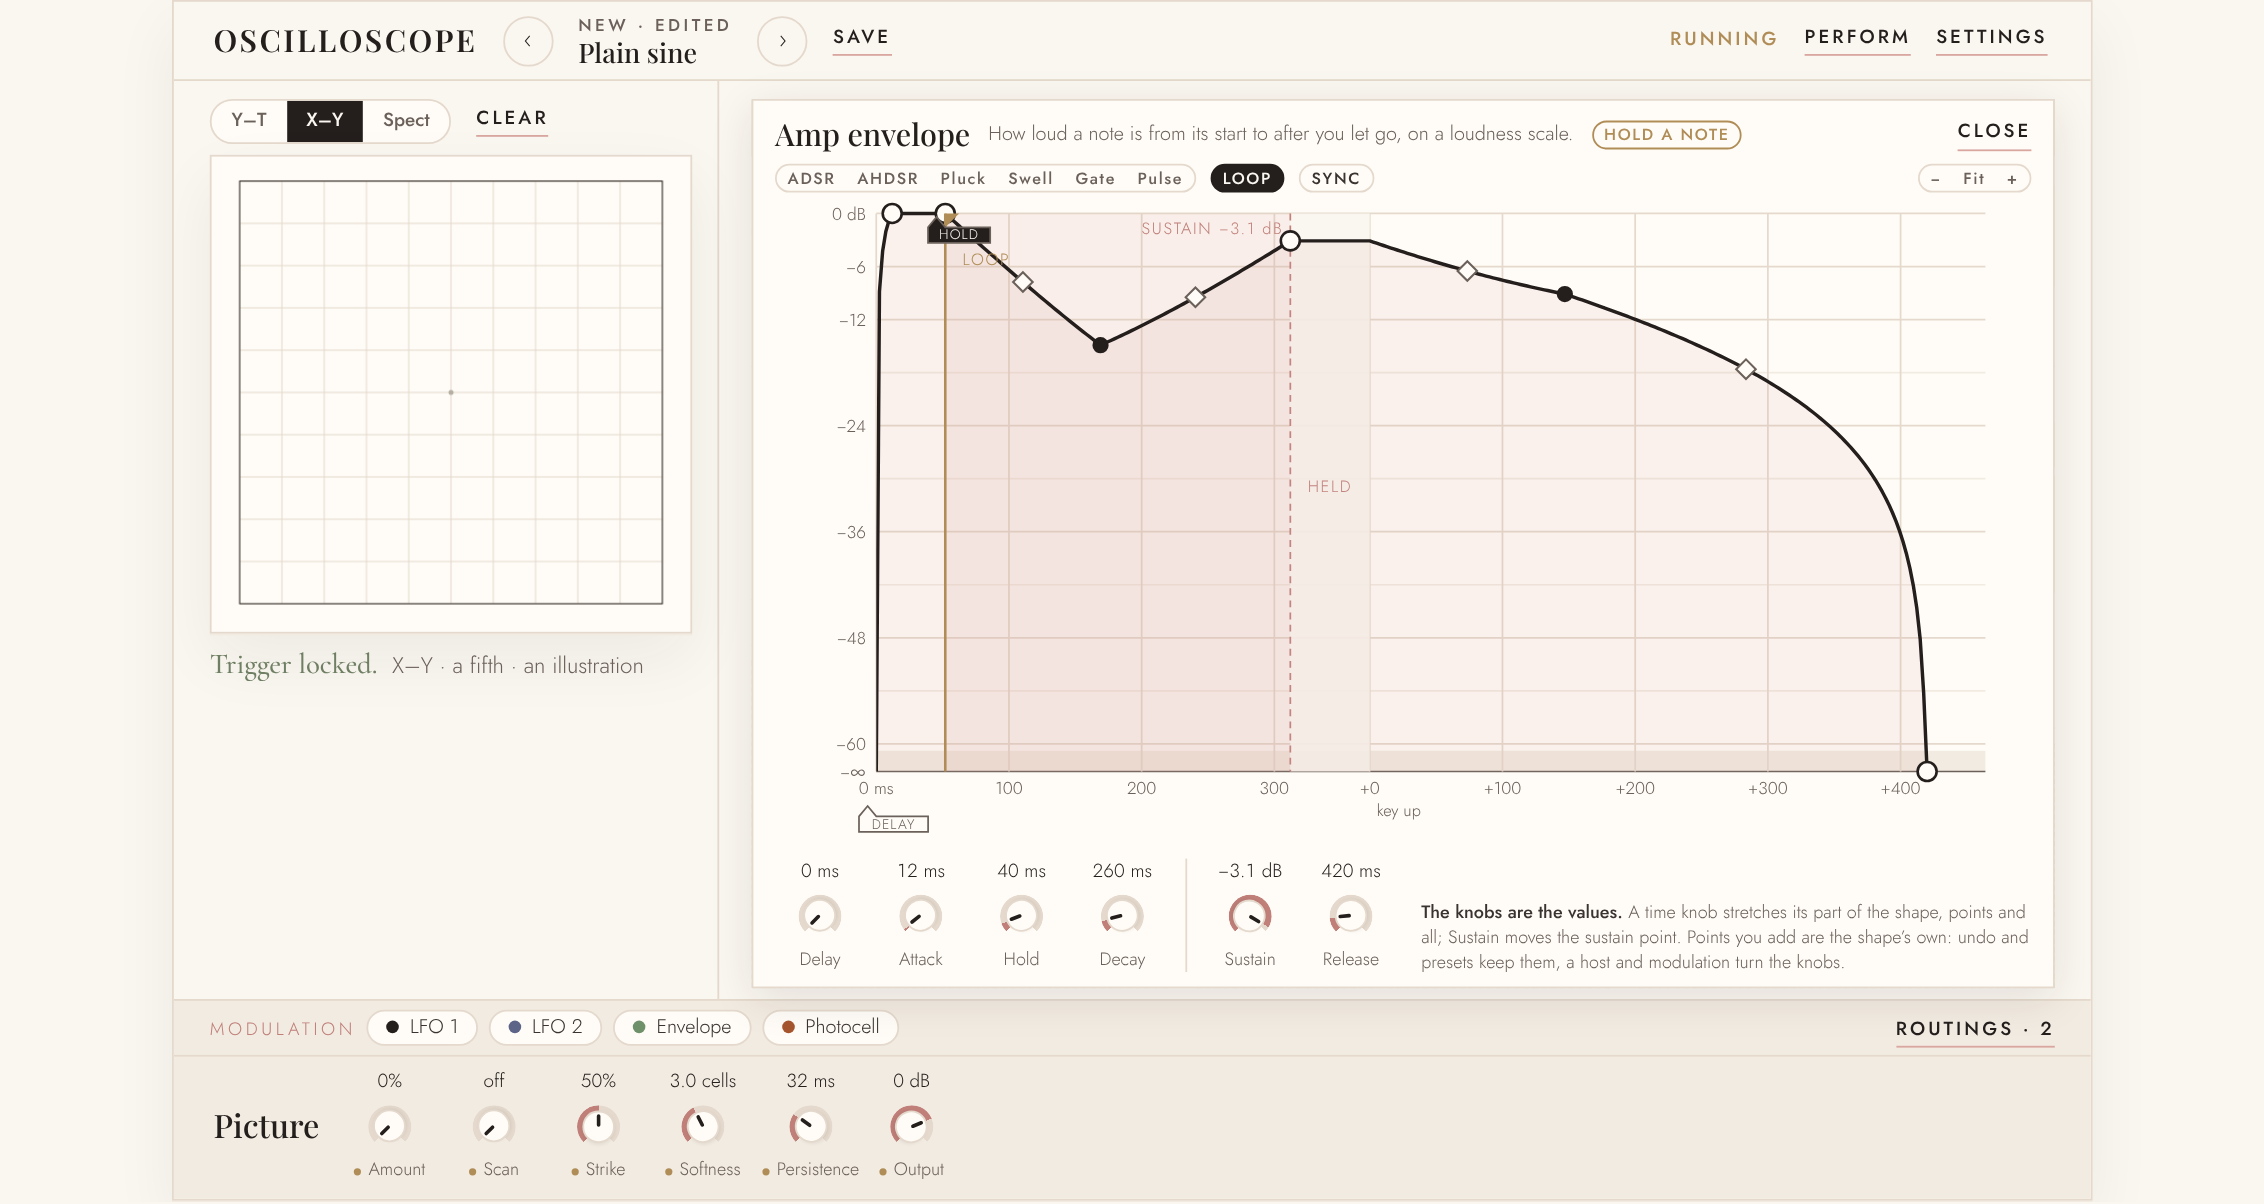 OSCILLOSCOPE
‹
NEW · EDITED
Plain sine
›
SAVE
RUNNING
PERFORM
SETTINGS
Y–T
X–Y
Spect
CLEAR
Trigger locked. X–Y · a fifth · an illustration
Amp envelope
How loud a note is from its start to after you let go, on a loudness scale.
HOLD A NOTE
CLOSE
ADSR
AHDSR
Pluck
Swell
Gate
Pulse
LOOP
SYNC
− Fit +
0 dB
−6
−12
−24
−36
−48
−60
−∞
HOLD
LOOP
SUSTAIN −3.1 dB
HELD
0 ms
100
200
300
+0
+100
+200
+300
+400
key up
DELAY
0 ms
12 ms
40 ms
260 ms
−3.1 dB
420 ms
Delay
Attack
Hold
Decay
Sustain
Release
The knobs are the values. A time knob stretches its part of the shape, points and
all; Sustain moves the sustain point. Points you add are the shape’s own: undo and
presets keep them, a host and modulation turn the knobs.
MODULATION
LFO 1
LFO 2
Envelope
Photocell
ROUTINGS · 2
Picture
0%
off
50%
3.0 cells
32 ms
0 dB
Amount
Scan
Strike
Softness
Persistence
Output